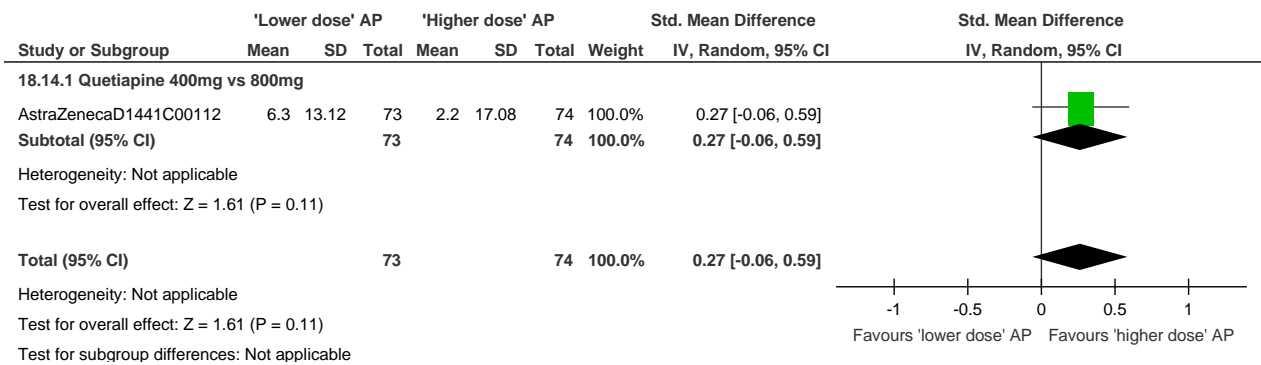 'Lower dose' AP 'Higher dose' AP Std. Mean Difference Std. Mean Difference
Study or Subgroup Mean SD Total Mean SD Total Weight IV, Random, 95% CI IV, Random, 95% CI
18.14.1 Quetiapine 400mg vs 800mg
AstraZenecaD1441C00112 6.3 13.12 73 2.2 17.08 74 100.0% 0.27 [-0.06, 0.59]
Subtotal (95% CI) 73 74 100.0% 0.27 [-0.06, 0.59]
Heterogeneity: Not applicable
Test for overall effect: Z = 1.61 (P = 0.11)
Total (95% CI) 73 74 100.0% 0.27 [-0.06, 0.59]
Heterogeneity: Not applicable
Test for overall effect: Z = 1.61 (P = 0.11)
Test for subgroup differences: Not applicable
-1 -0.5 0 0.5 1
Favours 'lower dose' AP Favours 'higher dose' AP